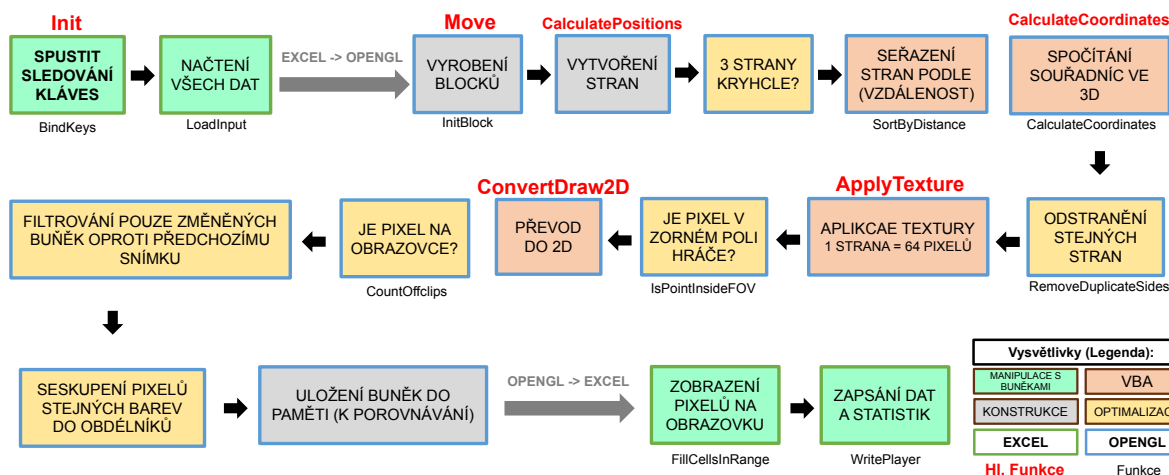 Init
SPUSTIT
SLEDOVÁNÍ
KLÁVES
BindKeys
NAČTENÍ
VŠECH DAT
LoadInput
EXCEL -> OPENGL
Move
VYROBENÍ
BLOCKŮ
InitBlock
CalculatePositions
VYTVOŘENÍ
STRAN
3 STRANY
KRYHCLE?
SEŘAZENÍ
STRAN PODLE
(VZDÁLENOST)
SortByDistance
CalculateCoordinates
SPOČÍTÁNÍ
SOUŘADNÍC VE
3D
CalculateCoordinates
ODSTRANĚNÍ
STEJNÝCH
STRAN
RemoveDuplicateSides
ApplyTexture
APLIKCAE TEXTURY
1 STRANA = 64 PIXELŮ
JE PIXEL V
ZORNÉM POLI
HRÁČE?
IsPointInsideFOV
ConvertDraw2D
PŘEVOD
DO 2D
JE PIXEL NA
OBRAZOVCE?
CountOffclips
FILTROVÁNÍ POUZE ZMĚNĚNÝCH
BUŇĚK OPROTI PŘEDCHOZÍMU
SNÍMKU
SESKUPENÍ PIXELŮ
STEJNÝCH BAREV
DO OBDÉLNÍKŮ
ULOŽENÍ BUNĚK DO
PAMĚTI (K POROVNÁVÁNÍ)
OPENGL -> EXCEL
ZOBRAZENÍ
PIXELŮ NA
OBRAZOVKU
FillCellsInRange
ZAPSÁNÍ DAT
A STATISTIK
WritePlayer
Vysvětlivky (Legenda):
MANIPULACE S
BUNĚKAMI
VBA
KONSTRUKCE
OPTIMALIZAC
EXCEL
OPENGL
Hl. Funkce
Funkce